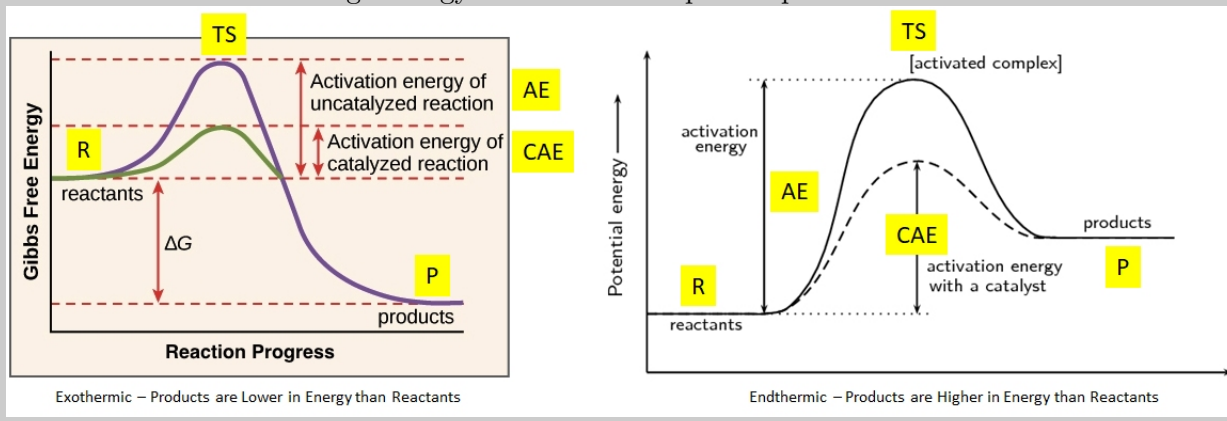 TS
Activation energy of
uncatalyzed reaction
AE
Activation energy of
catalyzed reaction
CAE
R
reactants
ΔG
P
products
Gibbs Free Energy
Reaction Progress
Exothermic – Products are Lower in Energy than Reactants
TS
[activated complex]
activation
energy
AE
CAE
products
P
activation energy
with a catalyst
R
reactants
Potential energy
Endthermic – Products are Higher in Energy than Reactants